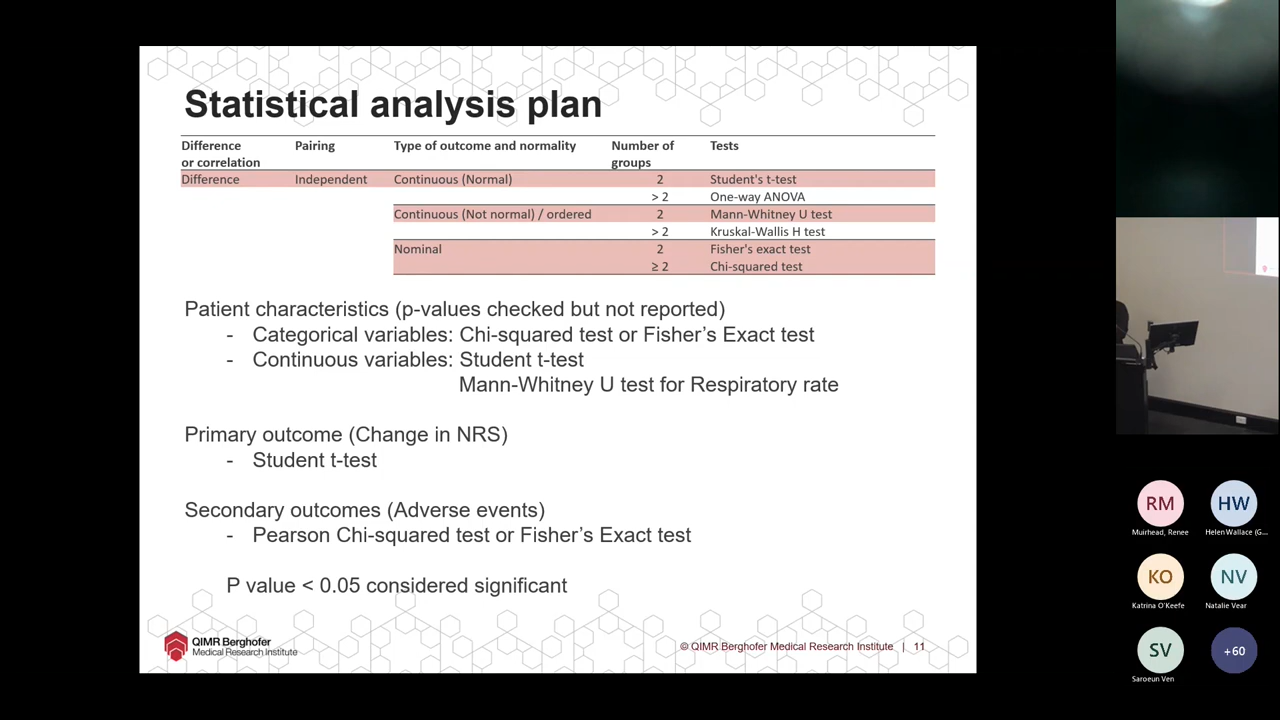 Statistical analysis plan
Difference or correlation Pairing Type of outcome and normality Number of groups Tests
Difference Independent Continuous (Normal) 2 Student's t-test
> 2 One-way ANOVA
Continuous (Not normal) / ordered 2 Mann-Whitney U test
> 2 Kruskal-Wallis H test
Nominal 2 Fisher's exact test
≥ 2 Chi-squared test
Patient characteristics (p-values checked but not reported)
- Categorical variables: Chi-squared test or Fisher’s Exact test
- Continuous variables: Student t-test
Mann-Whitney U test for Respiratory rate
Primary outcome (Change in NRS)
- Student t-test
Secondary outcomes (Adverse events)
- Pearson Chi-squared test or Fisher’s Exact test
P value < 0.05 considered significant
QIMR Berghofer
Medical Research Institute
© QIMR Berghofer Medical Research Institute | 11
RM HW
Muirhead, Renee Helen Wallace (G...
KO NV
Katrina O'Keefe Natalie Vear
SV +60
Saroeun Ven